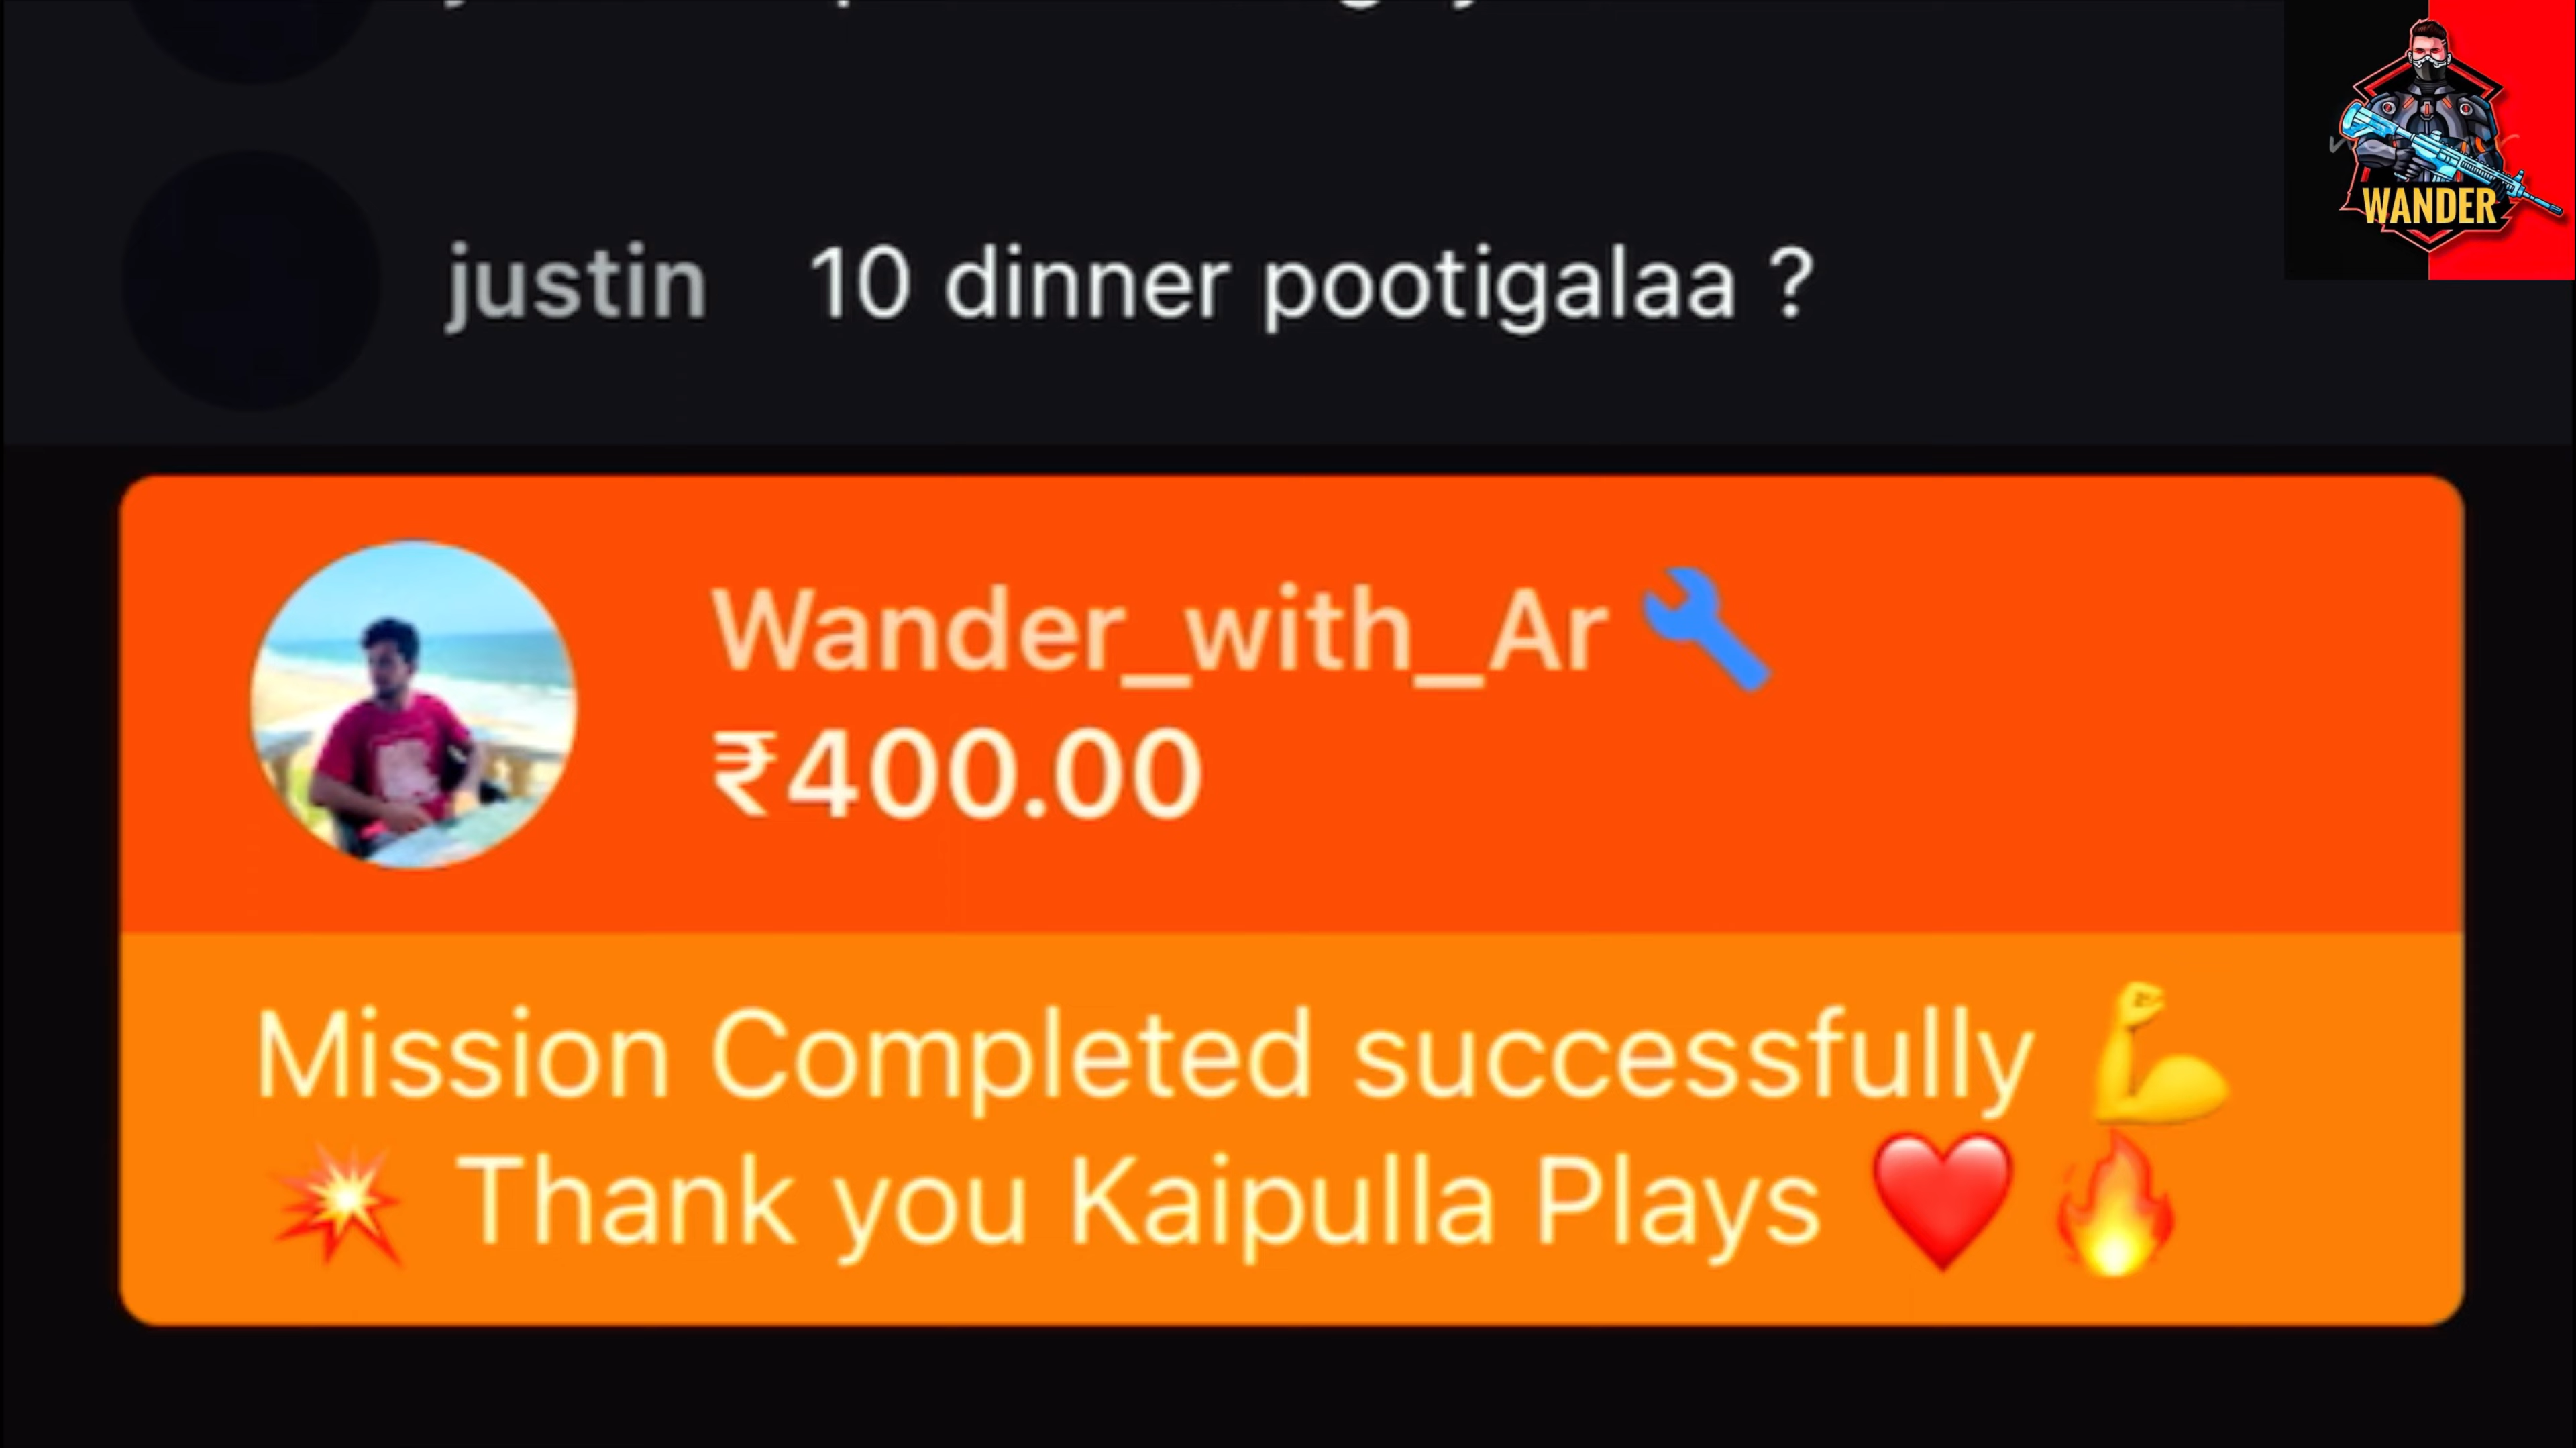 WANDER
justin 10 dinner pootigalaa ?
Wander_with_Ar
₹400.00
Mission Completed successfully 💪
💥 Thank you Kaipulla Plays ❤️🔥